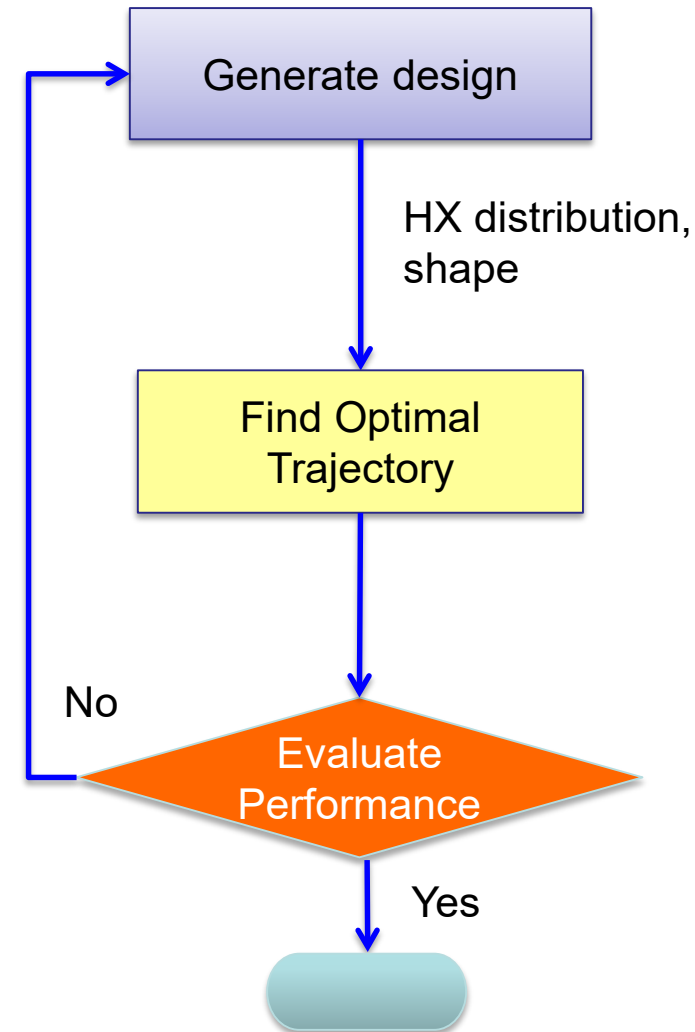 Generate design
HX distribution,
shape
Find Optimal
Trajectory
No
Evaluate
Performance
Yes